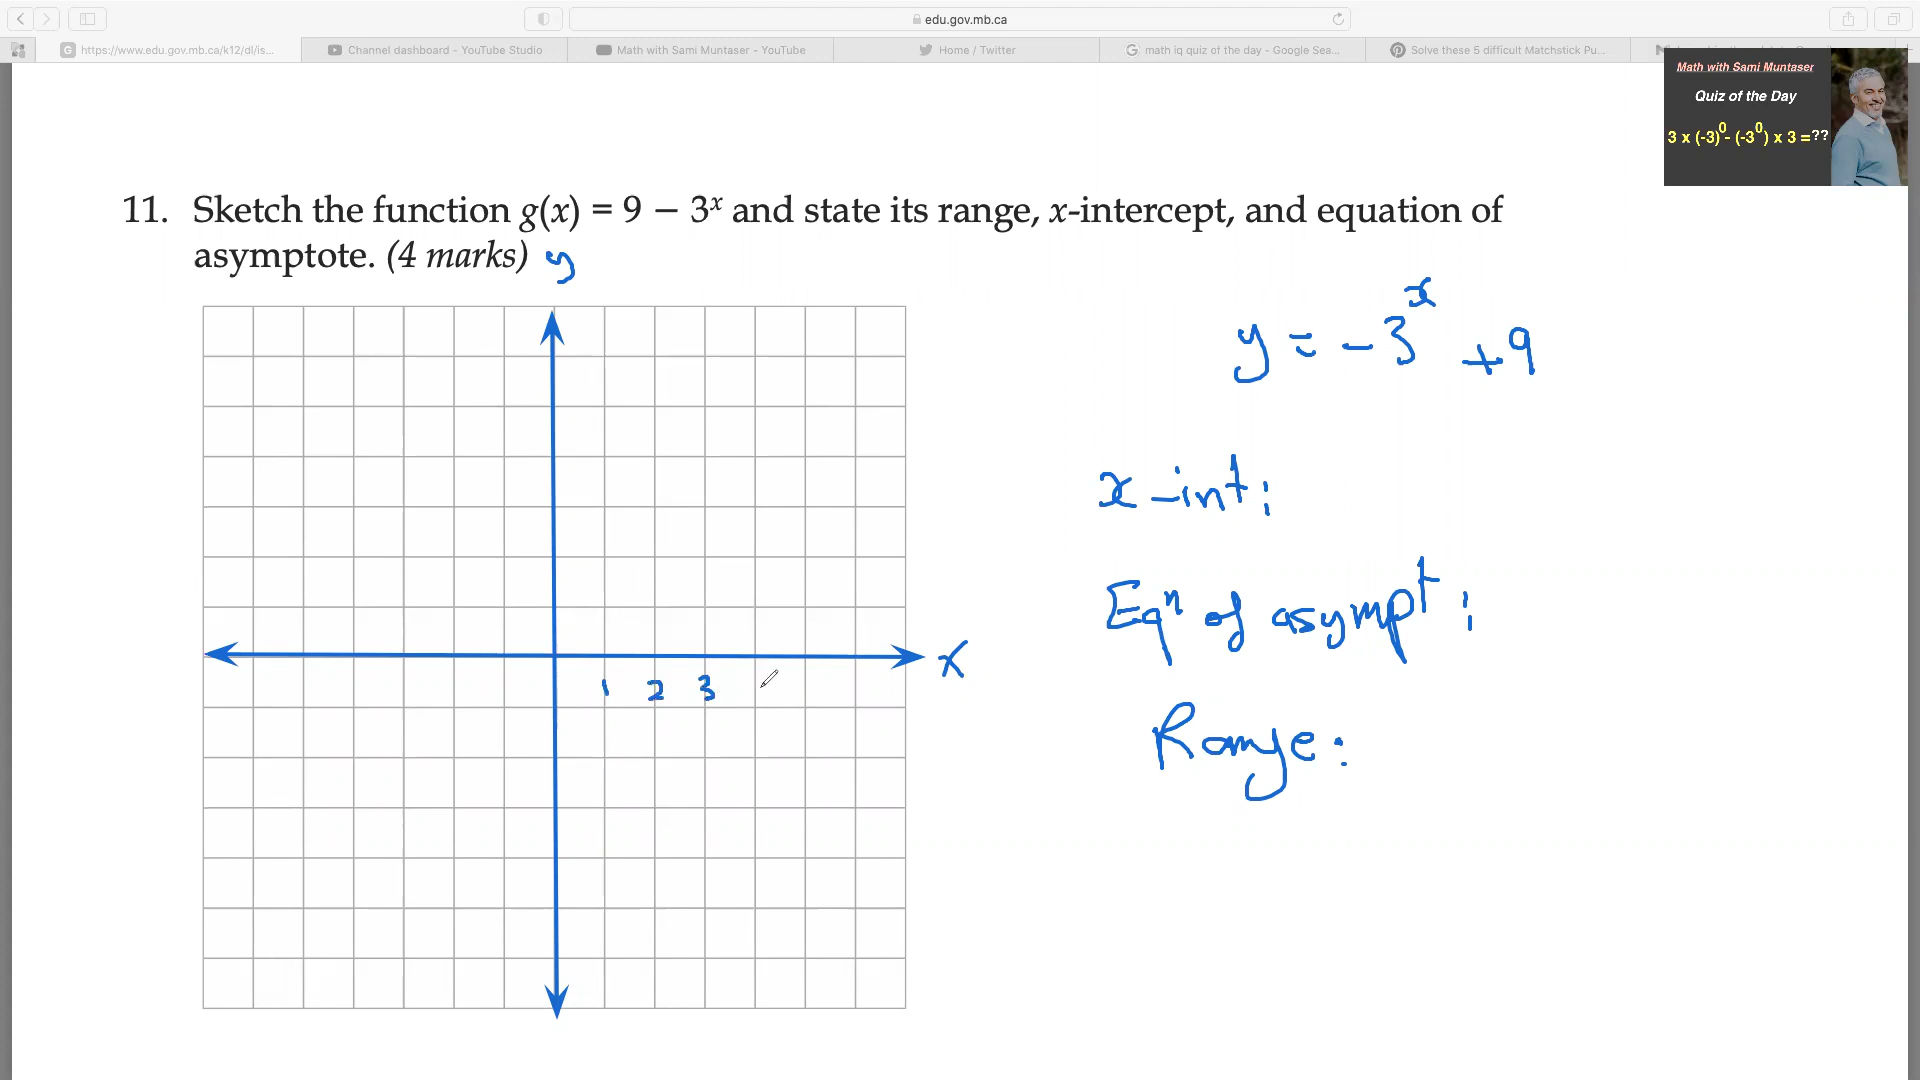 edu.gov.mb.ca
https://www.edu.gov.mb.ca/k12/dl/is...
Channel dashboard - YouTube Studio
Math with Sami Muntaser - YouTube
Home / Twitter
math iq quiz of the day - Google Sea...
Solve these 5 difficult Matchstick Pu...
Math with Sami Muntaser
Quiz of the Day
3 x (-3)⁰ - (-3⁰) x 3 = ??
11. Sketch the function g(x) = 9 − 3ˣ and state its range, x-intercept, and equation of
asymptote. (4 marks)
y
y = -3ˣ + 9
x-int:
Eqⁿ of asympt:
x
1 2 3
Range: